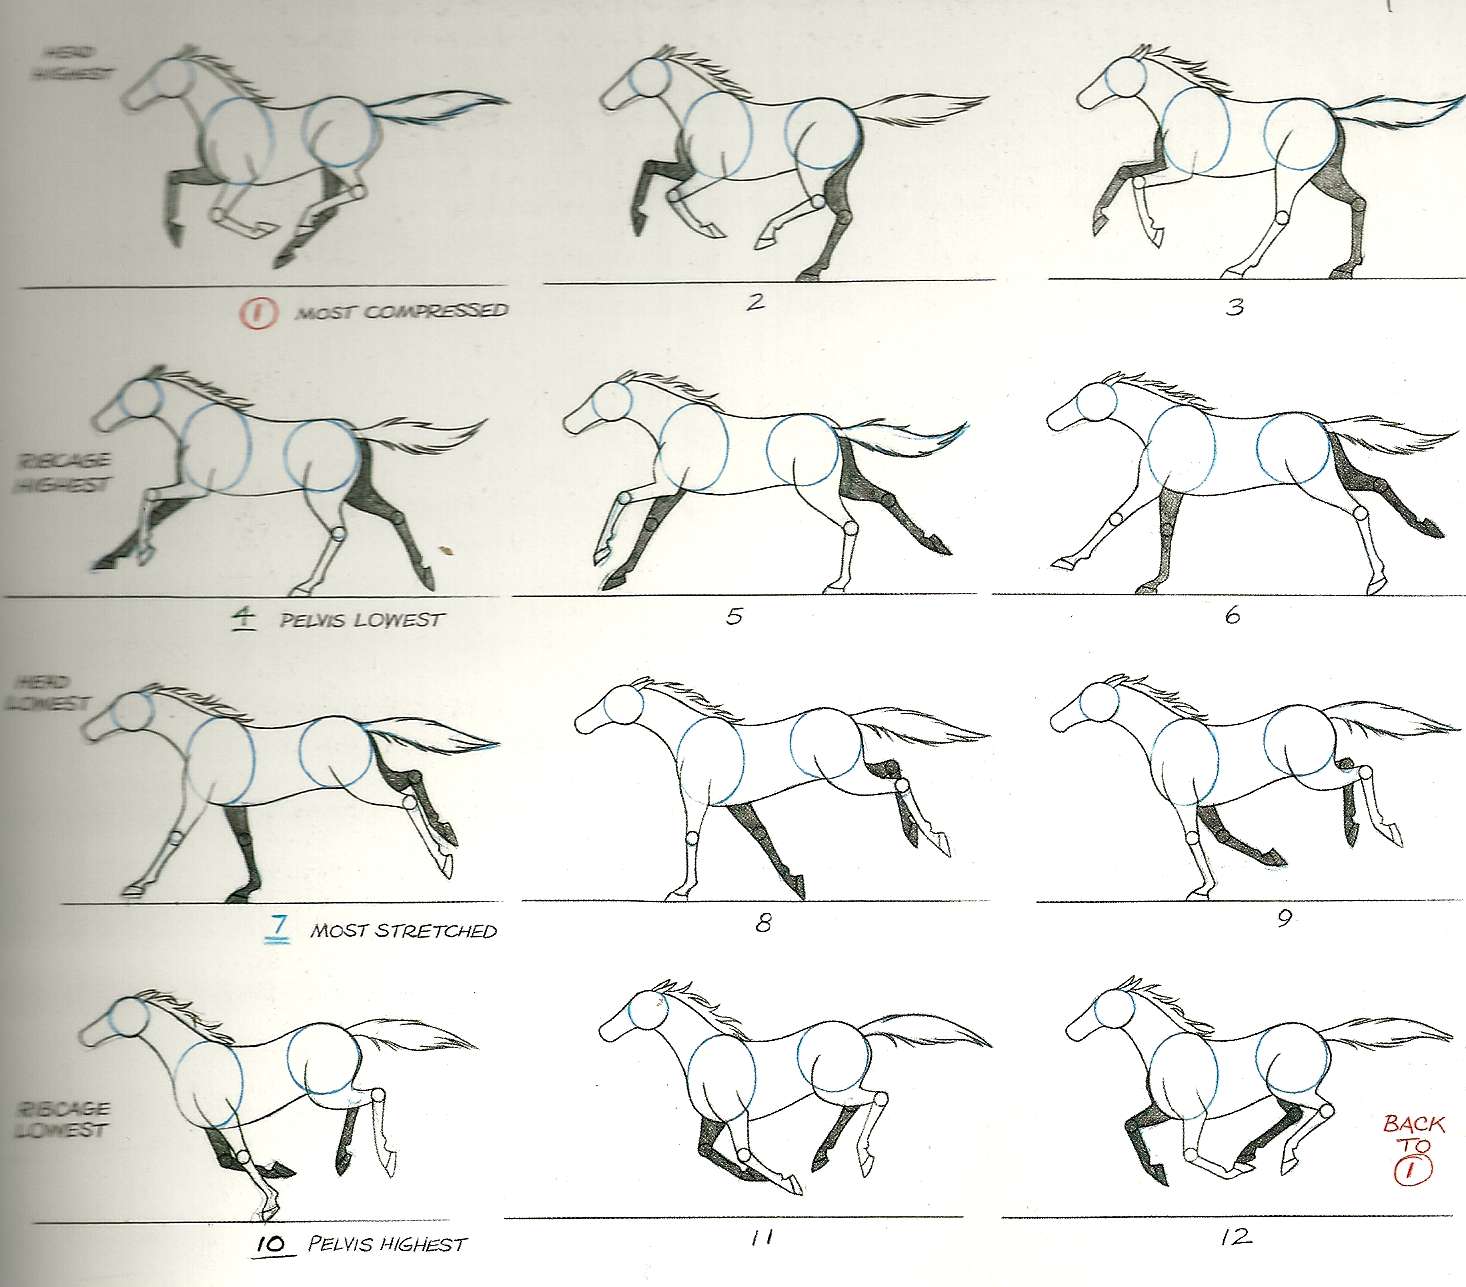 HEAD
HIGHEST
1 MOST COMPRESSED
2
3
RIBCAGE
HIGHEST
4 PELVIS LOWEST
5
6
HEAD
LOWEST
7 MOST STRETCHED
8
9
RIBCAGE
LOWEST
10 PELVIS HIGHEST
11
12
BACK
TO
1